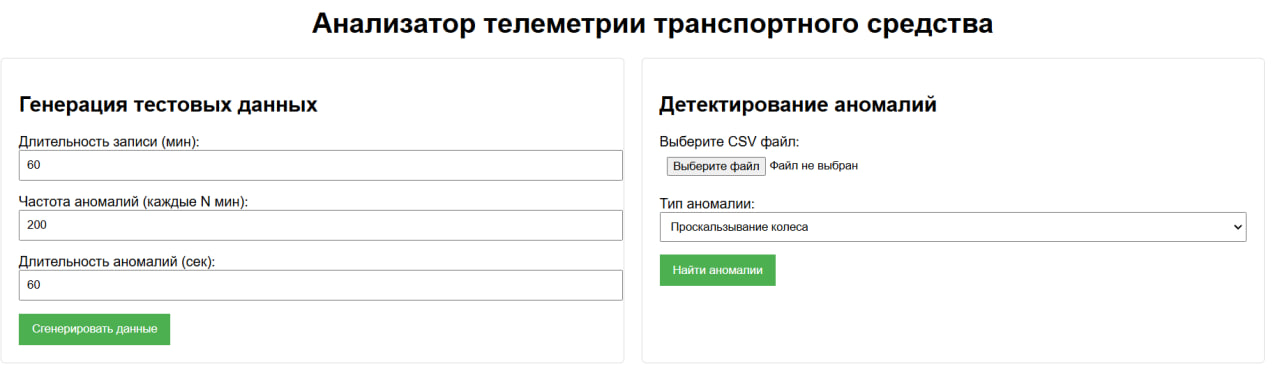 Анализатор телеметрии транспортного средства
Генерация тестовых данных
Длительность записи (мин):
60
Частота аномалий (каждые N мин):
200
Длительность аномалий (сек):
60
Сгенерировать данные
Детектирование аномалий
Выберите CSV файл:
Выберите файл Файл не выбран
Тип аномалии:
Проскальзывание колеса
Найти аномалии